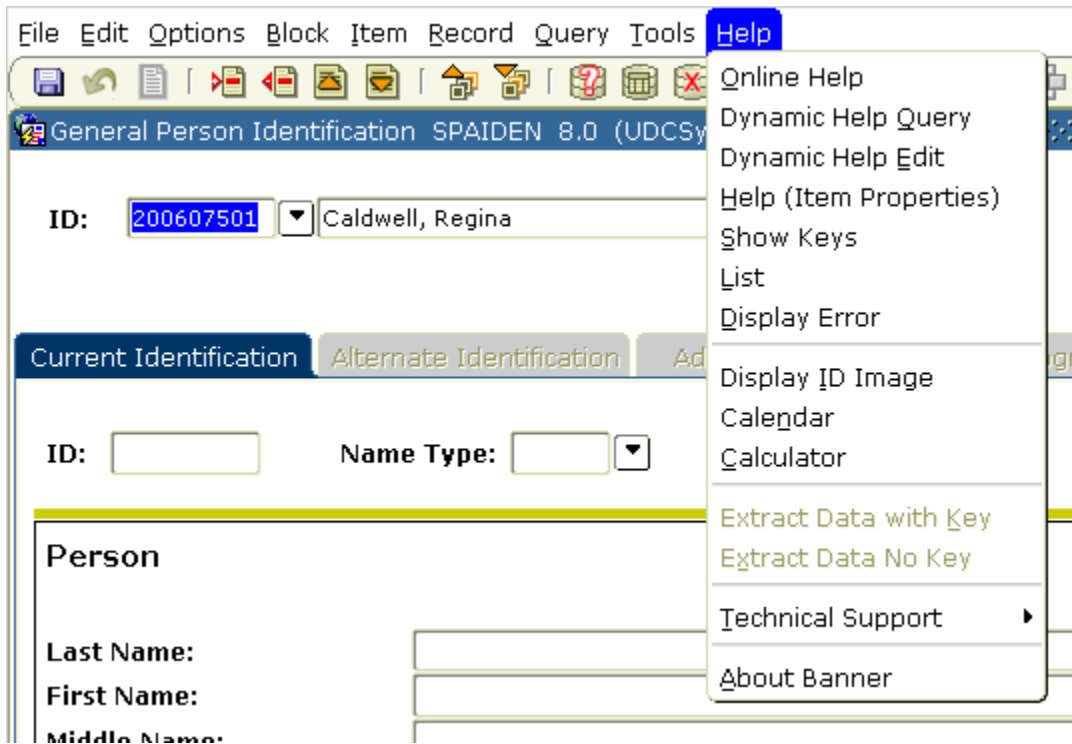 File Edit Options Block Item Record Query Tools Help
Online Help
Dynamic Help Query
Dynamic Help Edit
Help (Item Properties)
Show Keys
List
Display Error
Display ID Image
Calendar
Calculator
Extract Data with Key
Extract Data No Key
Technical Support
About Banner
General Person Identification SPAIDEN 8.0 (UDCSy
ID: 200607501 Caldwell, Regina
Current Identification Alternate Identification Ad
ID: Name Type:
Person
Last Name:
First Name:
Middle Name: